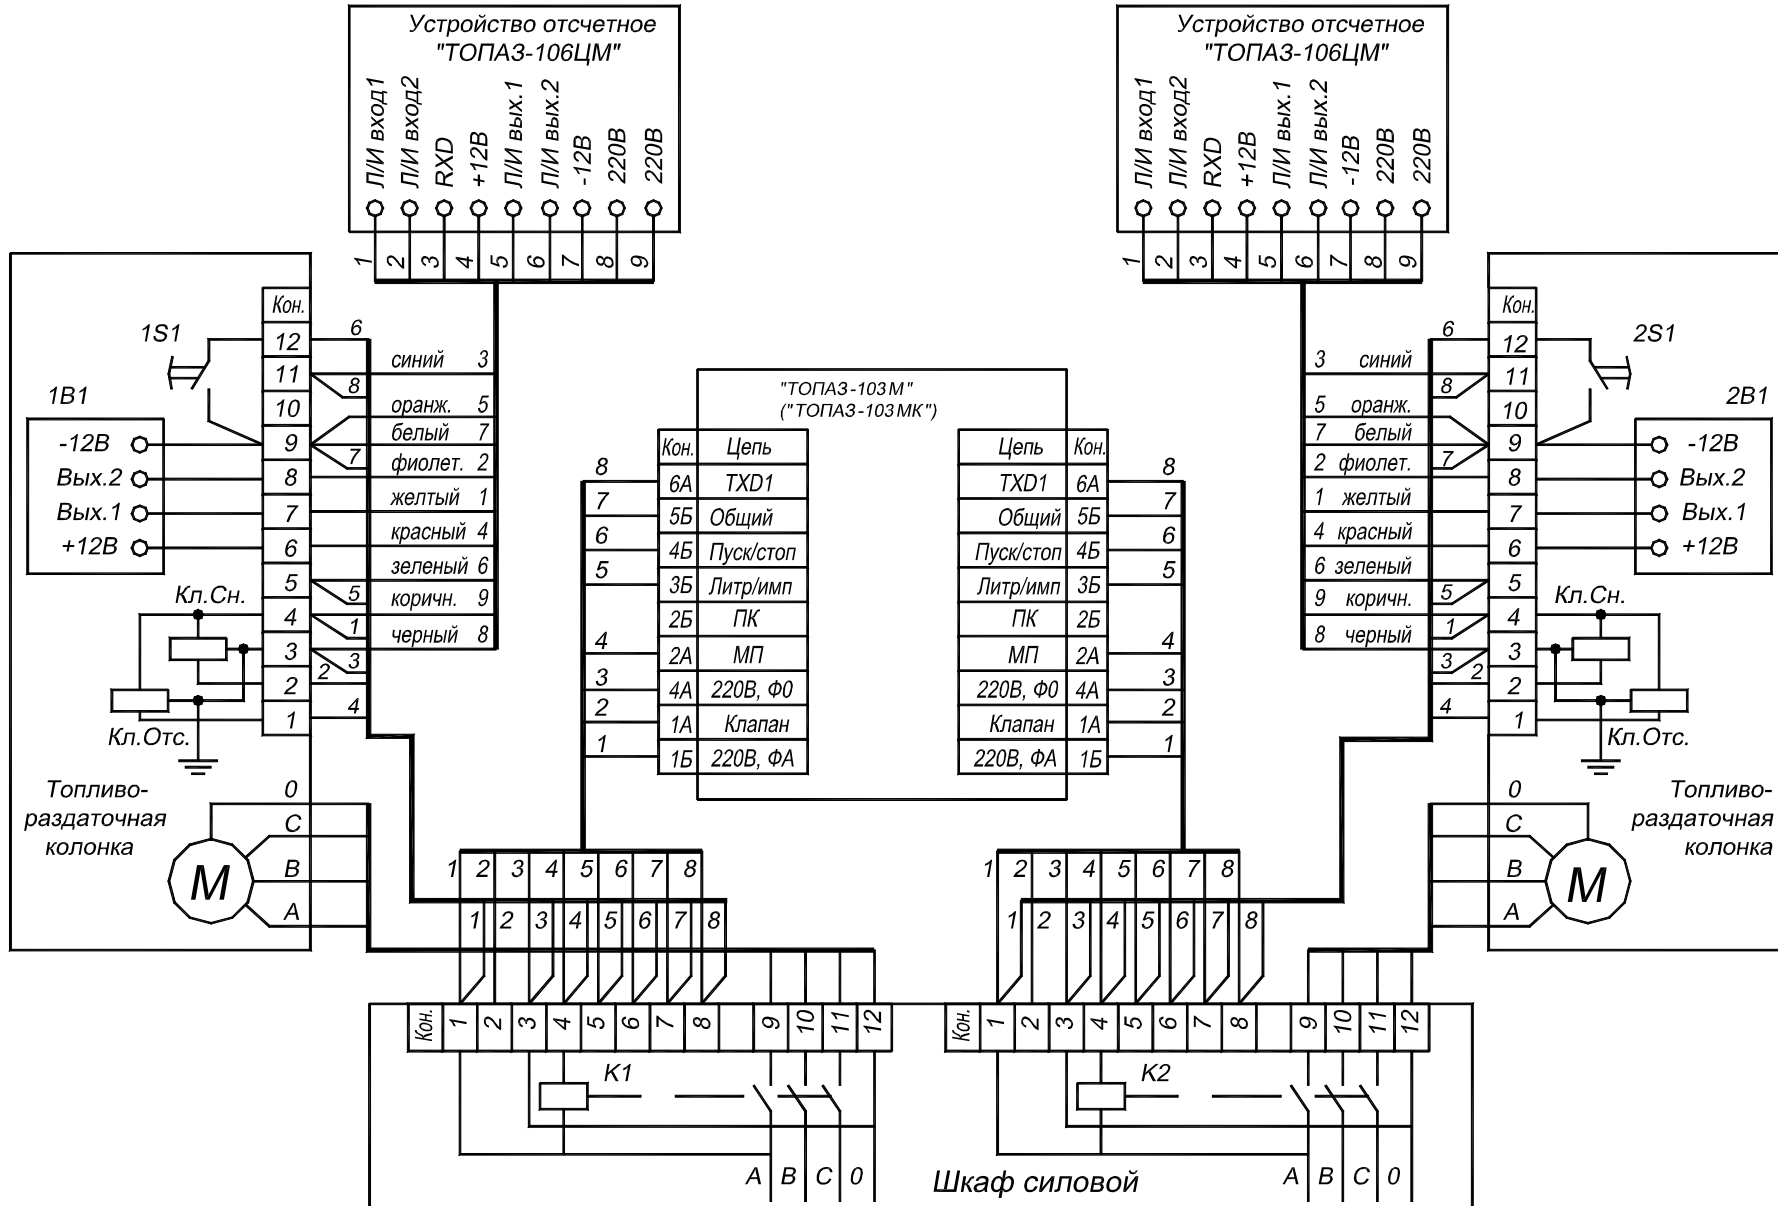 Устройство отсчетное
"ТОПАЗ-106ЦМ"
Л/И вход1
Л/И вход2
RXD
+12В
Л/И вых.1
Л/И вых.2
-12В
220В
220В
1 2 3 4 5 6 7 8 9
Устройство отсчетное
"ТОПАЗ-106ЦМ"
Л/И вход1
Л/И вход2
RXD
+12В
Л/И вых.1
Л/И вых.2
-12В
220В
220В
1 2 3 4 5 6 7 8 9
1S1
1В1
-12В
Вых.2
Вых.1
+12В
Кл.Сн.
Кл.Отс.
Кон.
12
11
10
9
8
7
6
5
4
3
2
1
6
8
7
5
1
3
2
4
синий 3
оранж. 5
белый 7
фиолет. 2
желтый 1
красный 4
зеленый 6
коричн. 9
черный 8
Топливо-
раздаточная
колонка
М
0
С
В
А
"ТОПАЗ-103М"
("ТОПАЗ-103МК")
Кон. Цепь
8 6А TXD1
7 5Б Общий
6 4Б Пуск/стоп
5 3Б Литр/имп
2Б ПК
4 2А МП
3 4А 220В, Ф0
2 1А Клапан
1 1Б 220В, ФА
Цепь Кон.
TXD1 6А 8
Общий 5Б 7
Пуск/стоп 4Б 6
Литр/имп 3Б 5
ПК 2Б
МП 2А 4
220В, Ф0 4А 3
Клапан 1А 2
220В, ФА 1Б 1
3 синий
5 оранж.
7 белый
2 фиолет.
1 желтый
4 красный
6 зеленый
9 коричн.
8 черный
6
8
7
5
1
3
2
4
Кон.
12
11
10
9
8
7
6
5
4
3
2
1
2S1
2В1
-12В
Вых.2
Вых.1
+12В
Кл.Сн.
Кл.Отс.
Топливо-
раздаточная
колонка
М
0
С
В
А
1 2 3 4 5 6 7 8
1 2 3 4 5 6 7 8
1 2 3 4 5 6 7 8
1 2 3 4 5 6 7 8
Кон. 1 2 3 4 5 6 7 8 9 10 11 12
Кон. 1 2 3 4 5 6 7 8 9 10 11 12
К1
К2
А В С 0
Шкаф силовой
А В С 0